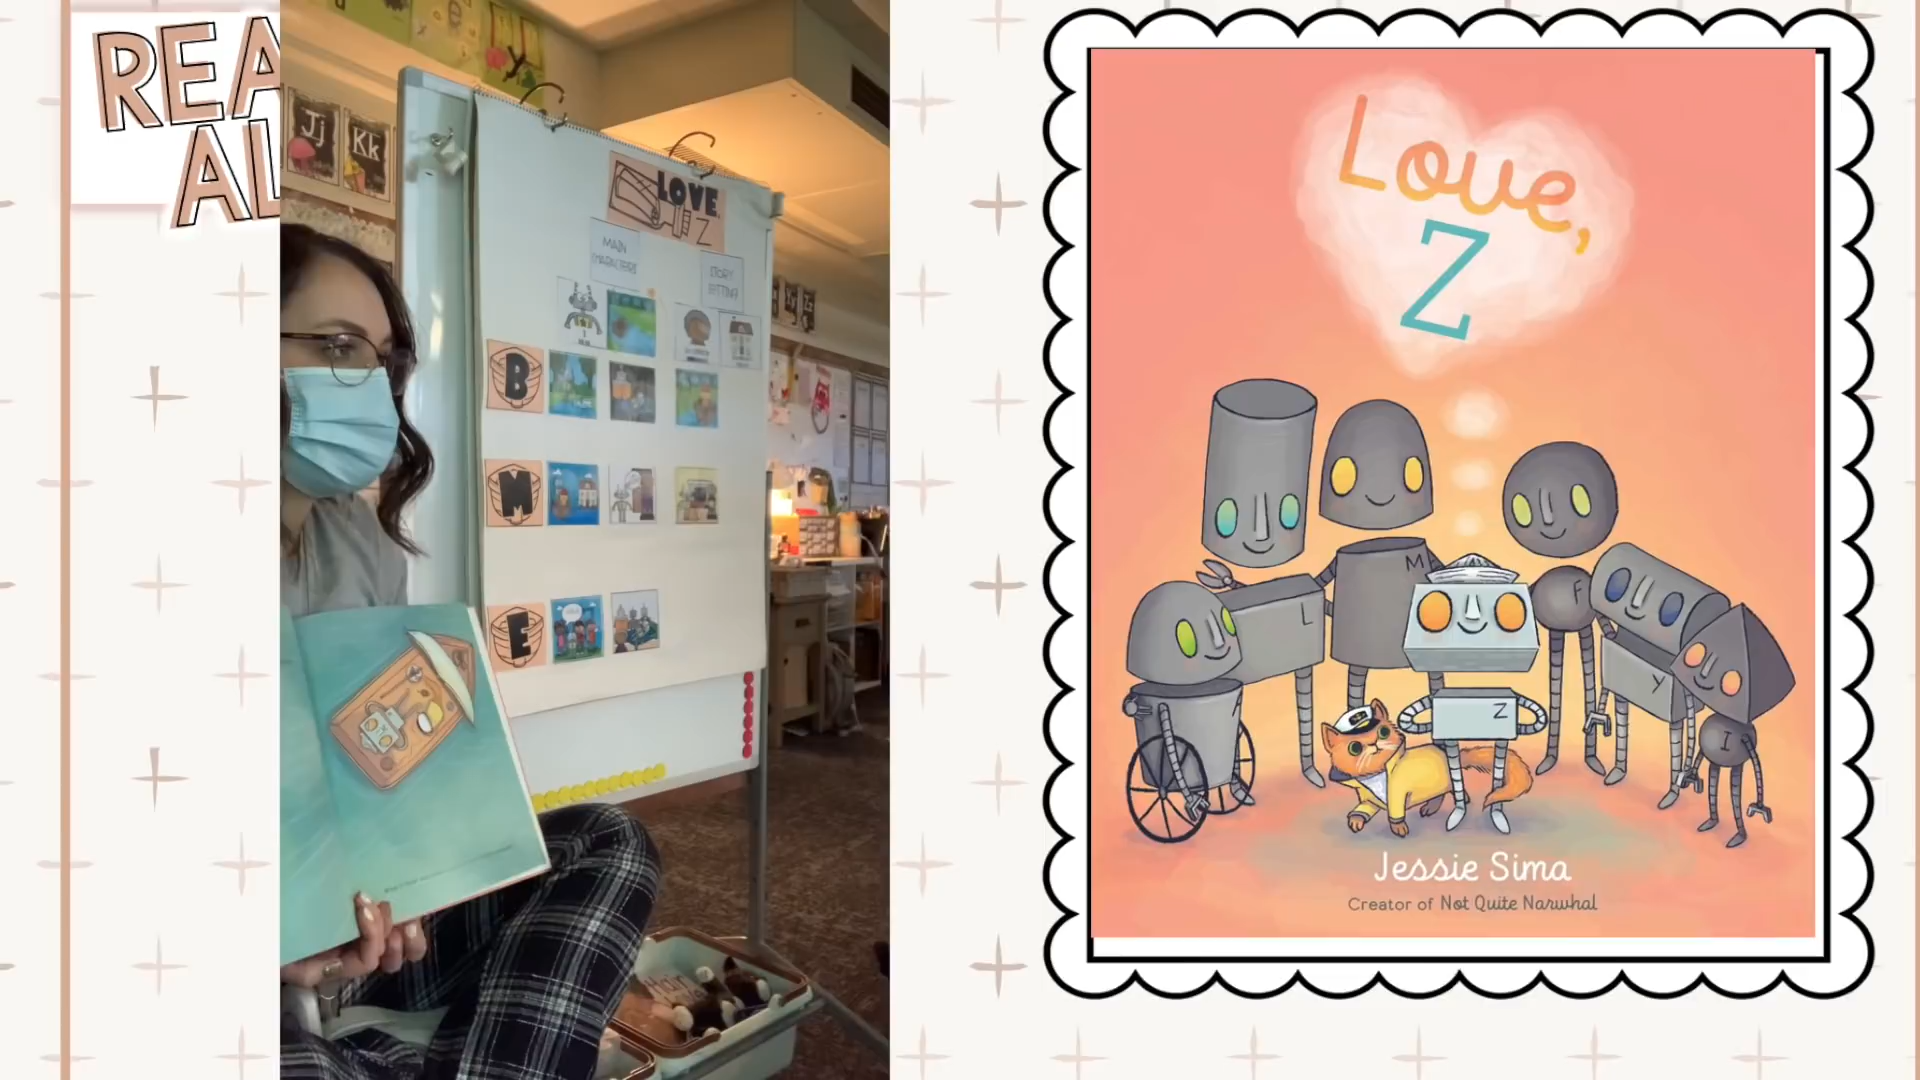 REA
AL
Jj
Kk
LOVE,
Z
MAIN
CHARACTERS
STORY
SETTING
B
M
E
Love,
Z
M
L
F
Z
Y
I
Jessie Sima
Creator of Not Quite Narwhal